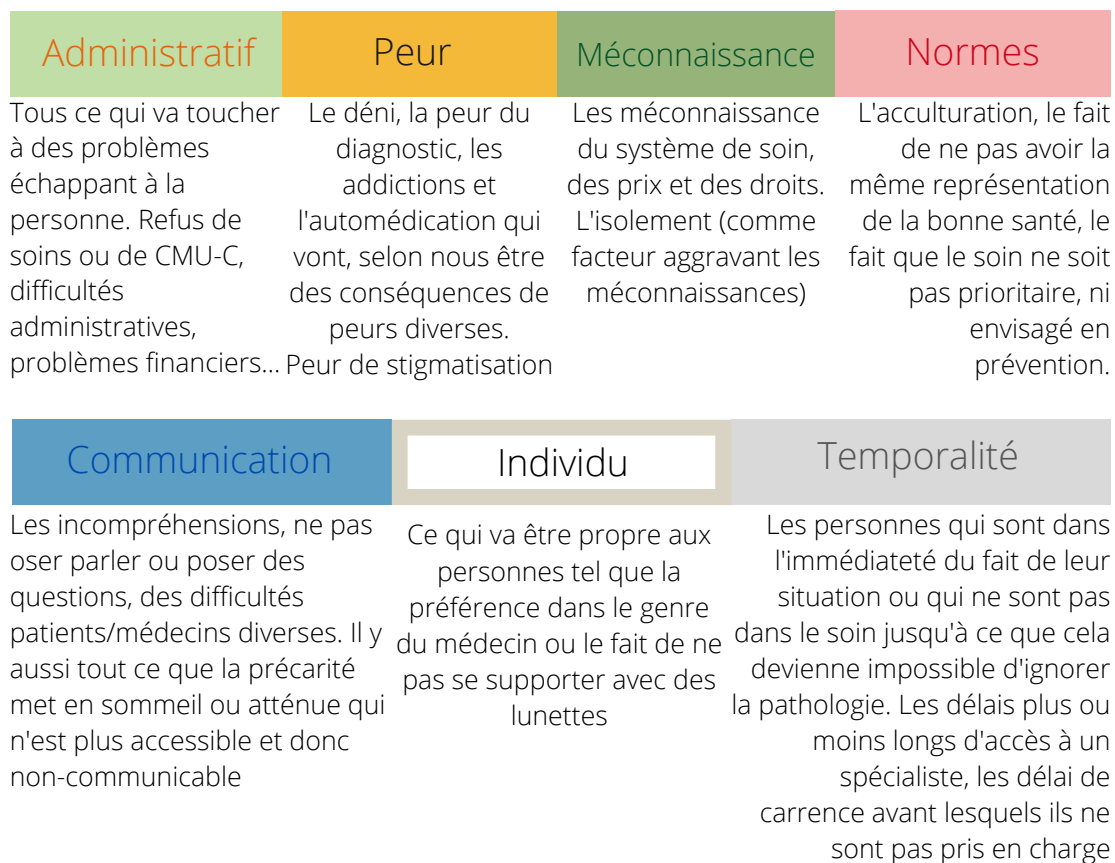 Administratif
Tous ce qui va toucher
à des problèmes
échappant à la
personne. Refus de
soins ou de CMU-C,
difficultés
administratives,
problèmes financiers...
Peur
Le déni, la peur du
diagnostic, les
addictions et
l'automédication qui
vont, selon nous être
des conséquences de
peurs diverses.
Peur de stigmatisation
Méconnaissance
Les méconnaissance
du système de soin,
des prix et des droits.
L'isolement (comme
facteur aggravant les
méconnaissances)
Normes
L'acculturation, le fait
de ne pas avoir la
même représentation
de la bonne santé, le
fait que le soin ne soit
pas prioritaire, ni
envisagé en
prévention.
Communication
Les incompréhensions, ne pas
oser parler ou poser des
questions, des difficultés
patients/médecins diverses. Il y
aussi tout ce que la précarité
met en sommeil ou atténue qui
n'est plus accessible et donc
non-communicable
Individu
Ce qui va être propre aux
personnes tel que la
préférence dans le genre
du médecin ou le fait de ne
pas se supporter avec des
lunettes
Temporalité
Les personnes qui sont dans
l'immédiateté du fait de leur
situation ou qui ne sont pas
dans le soin jusqu'à ce que cela
devienne impossible d'ignorer
la pathologie. Les délais plus ou
moins longs d'accès à un
spécialiste, les délai de
carrence avant lesquels ils ne
sont pas pris en charge